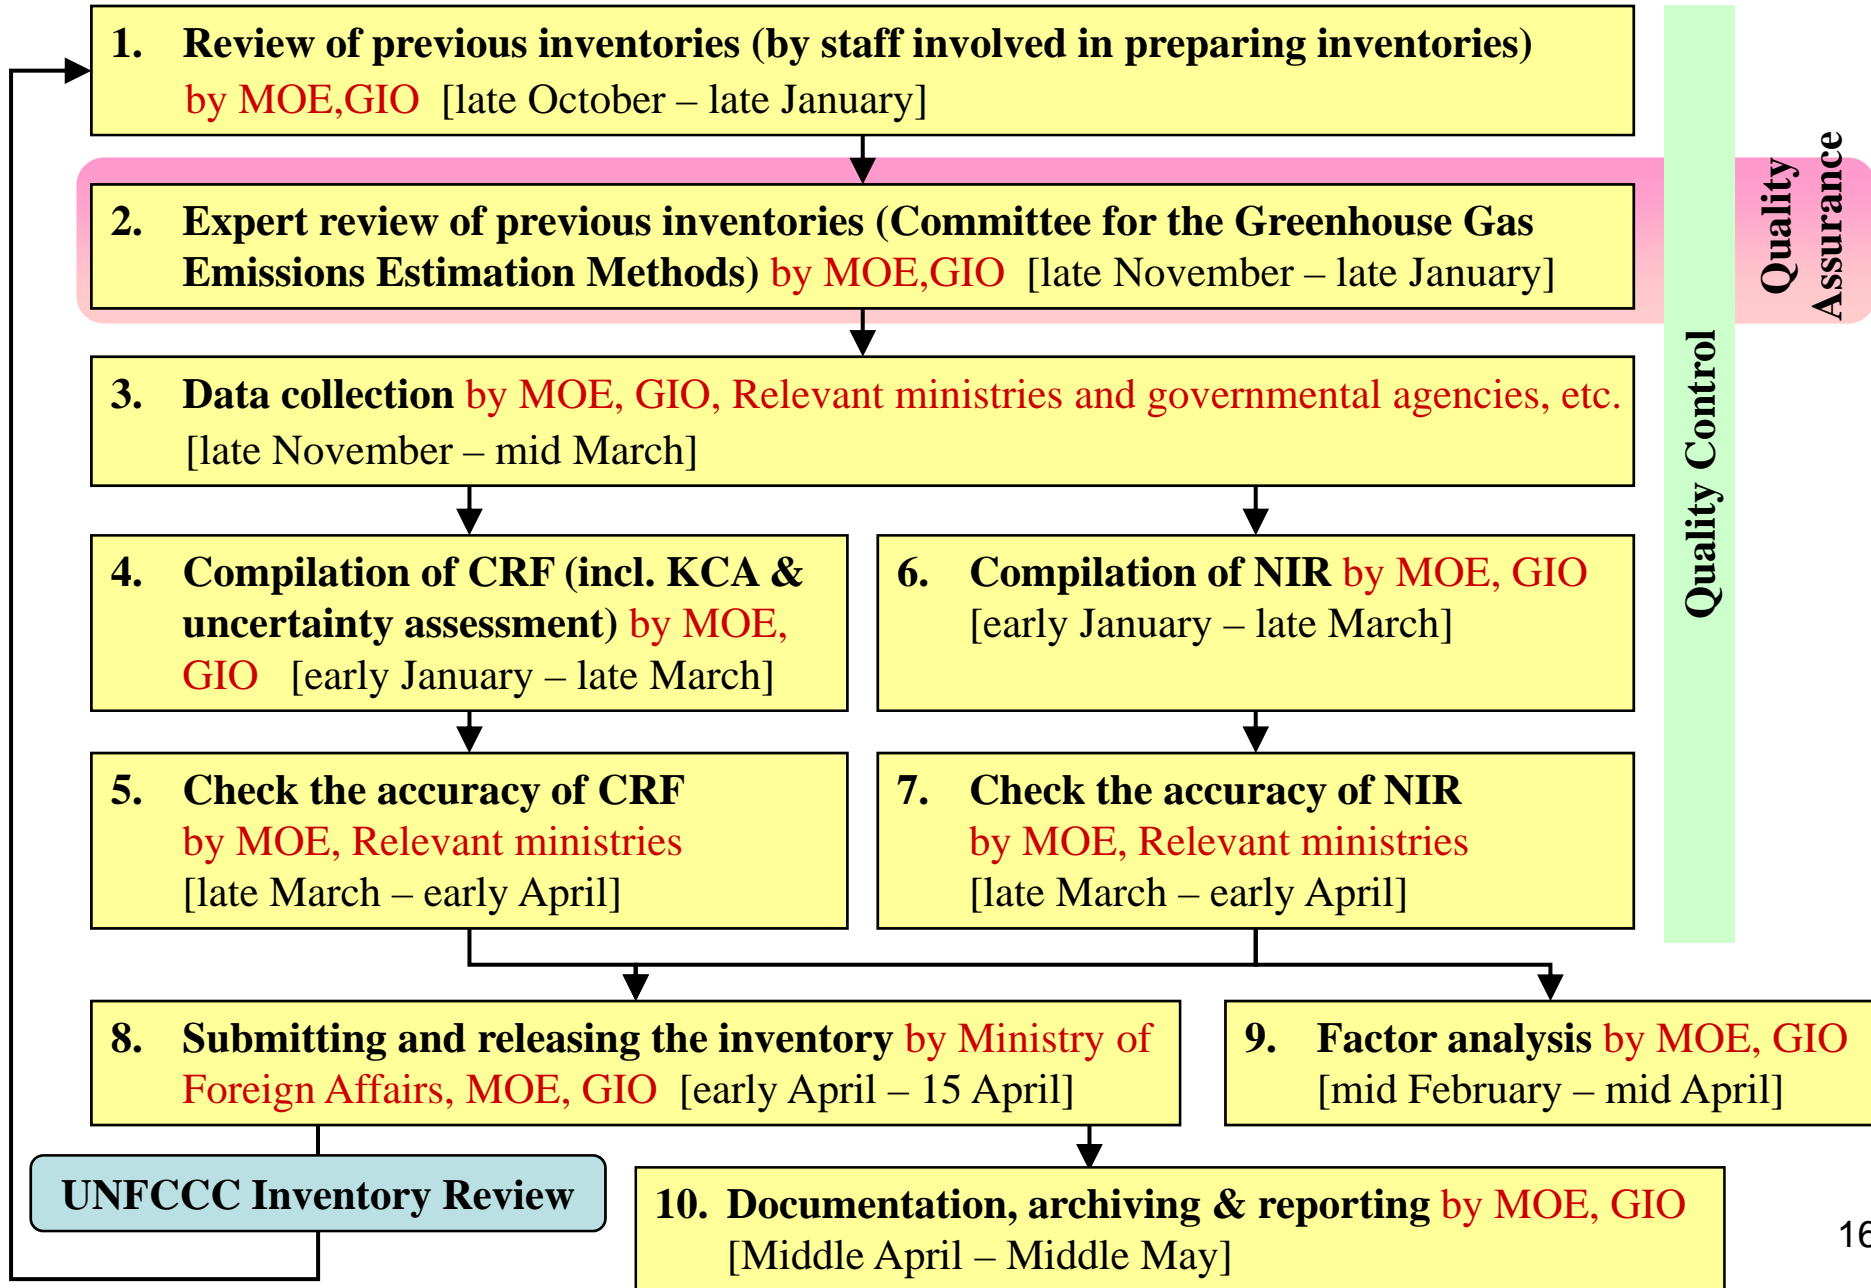 1. Review of previous inventories (by staff involved in preparing inventories)
by MOE,GIO [late October – late January]
2. Expert review of previous inventories (Committee for the Greenhouse Gas
Emissions Estimation Methods) by MOE,GIO [late November – late January]
Quality
Assurance
3. Data collection by MOE, GIO, Relevant ministries and governmental agencies, etc.
[late November – mid March]
Quality Control
4. Compilation of CRF (incl. KCA &
uncertainty assessment) by MOE,
GIO [early January – late March]
6. Compilation of NIR by MOE, GIO
[early January – late March]
5. Check the accuracy of CRF
by MOE, Relevant ministries
[late March – early April]
7. Check the accuracy of NIR
by MOE, Relevant ministries
[late March – early April]
8. Submitting and releasing the inventory by Ministry of
Foreign Affairs, MOE, GIO [early April – 15 April]
9. Factor analysis by MOE, GIO
[mid February – mid April]
UNFCCC Inventory Review
10. Documentation, archiving & reporting by MOE, GIO
[Middle April – Middle May]
16